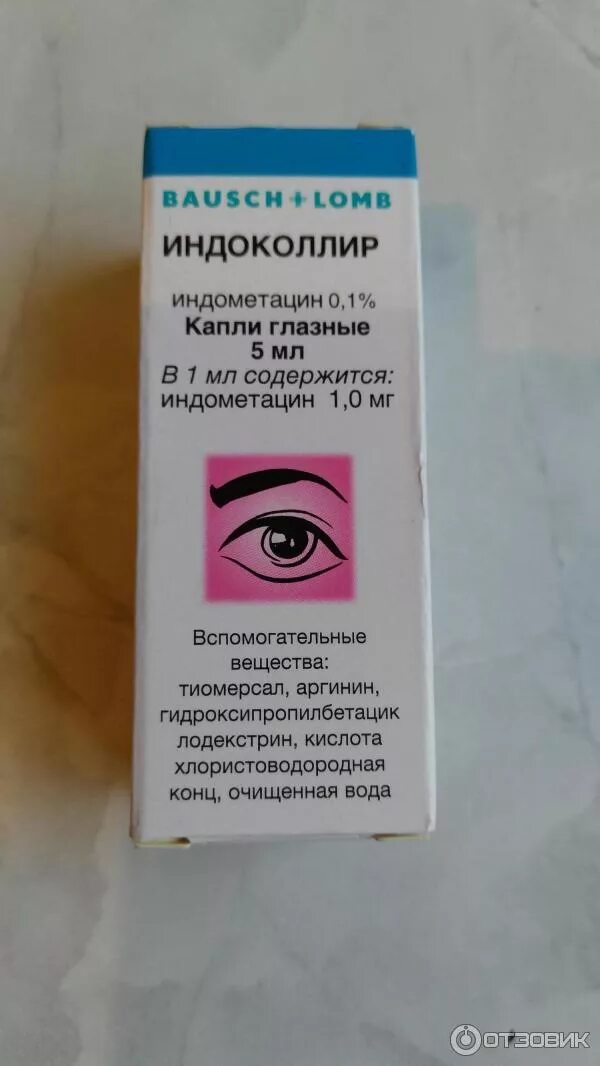 BAUSCH + LOMB
ИНДОКОЛЛИР
индометацин 0,1%
Капли глазные
5 мл
В 1 мл содержится:
индометацин 1,0 мг
Вспомогательные
вещества:
тиомерсал, аргинин,
гидроксипропилбетацик
лодекстрин, кислота
хлористоводородная
конц, очищенная вода
ОТЗОВИК